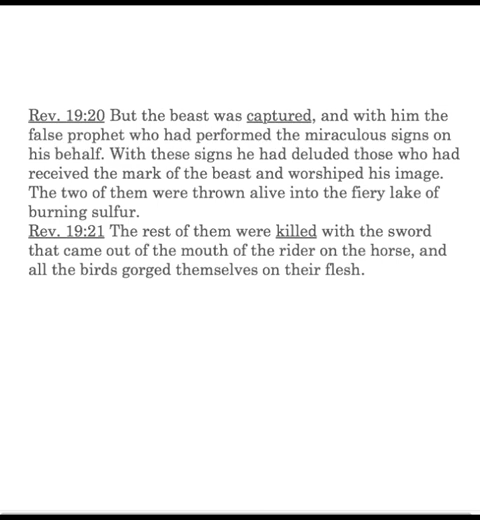 Rev. 19:20 But the beast was captured, and with him the
false prophet who had performed the miraculous signs on
his behalf. With these signs he had deluded those who had
received the mark of the beast and worshiped his image.
The two of them were thrown alive into the fiery lake of
burning sulfur.
Rev. 19:21 The rest of them were killed with the sword
that came out of the mouth of the rider on the horse, and
all the birds gorged themselves on their flesh.